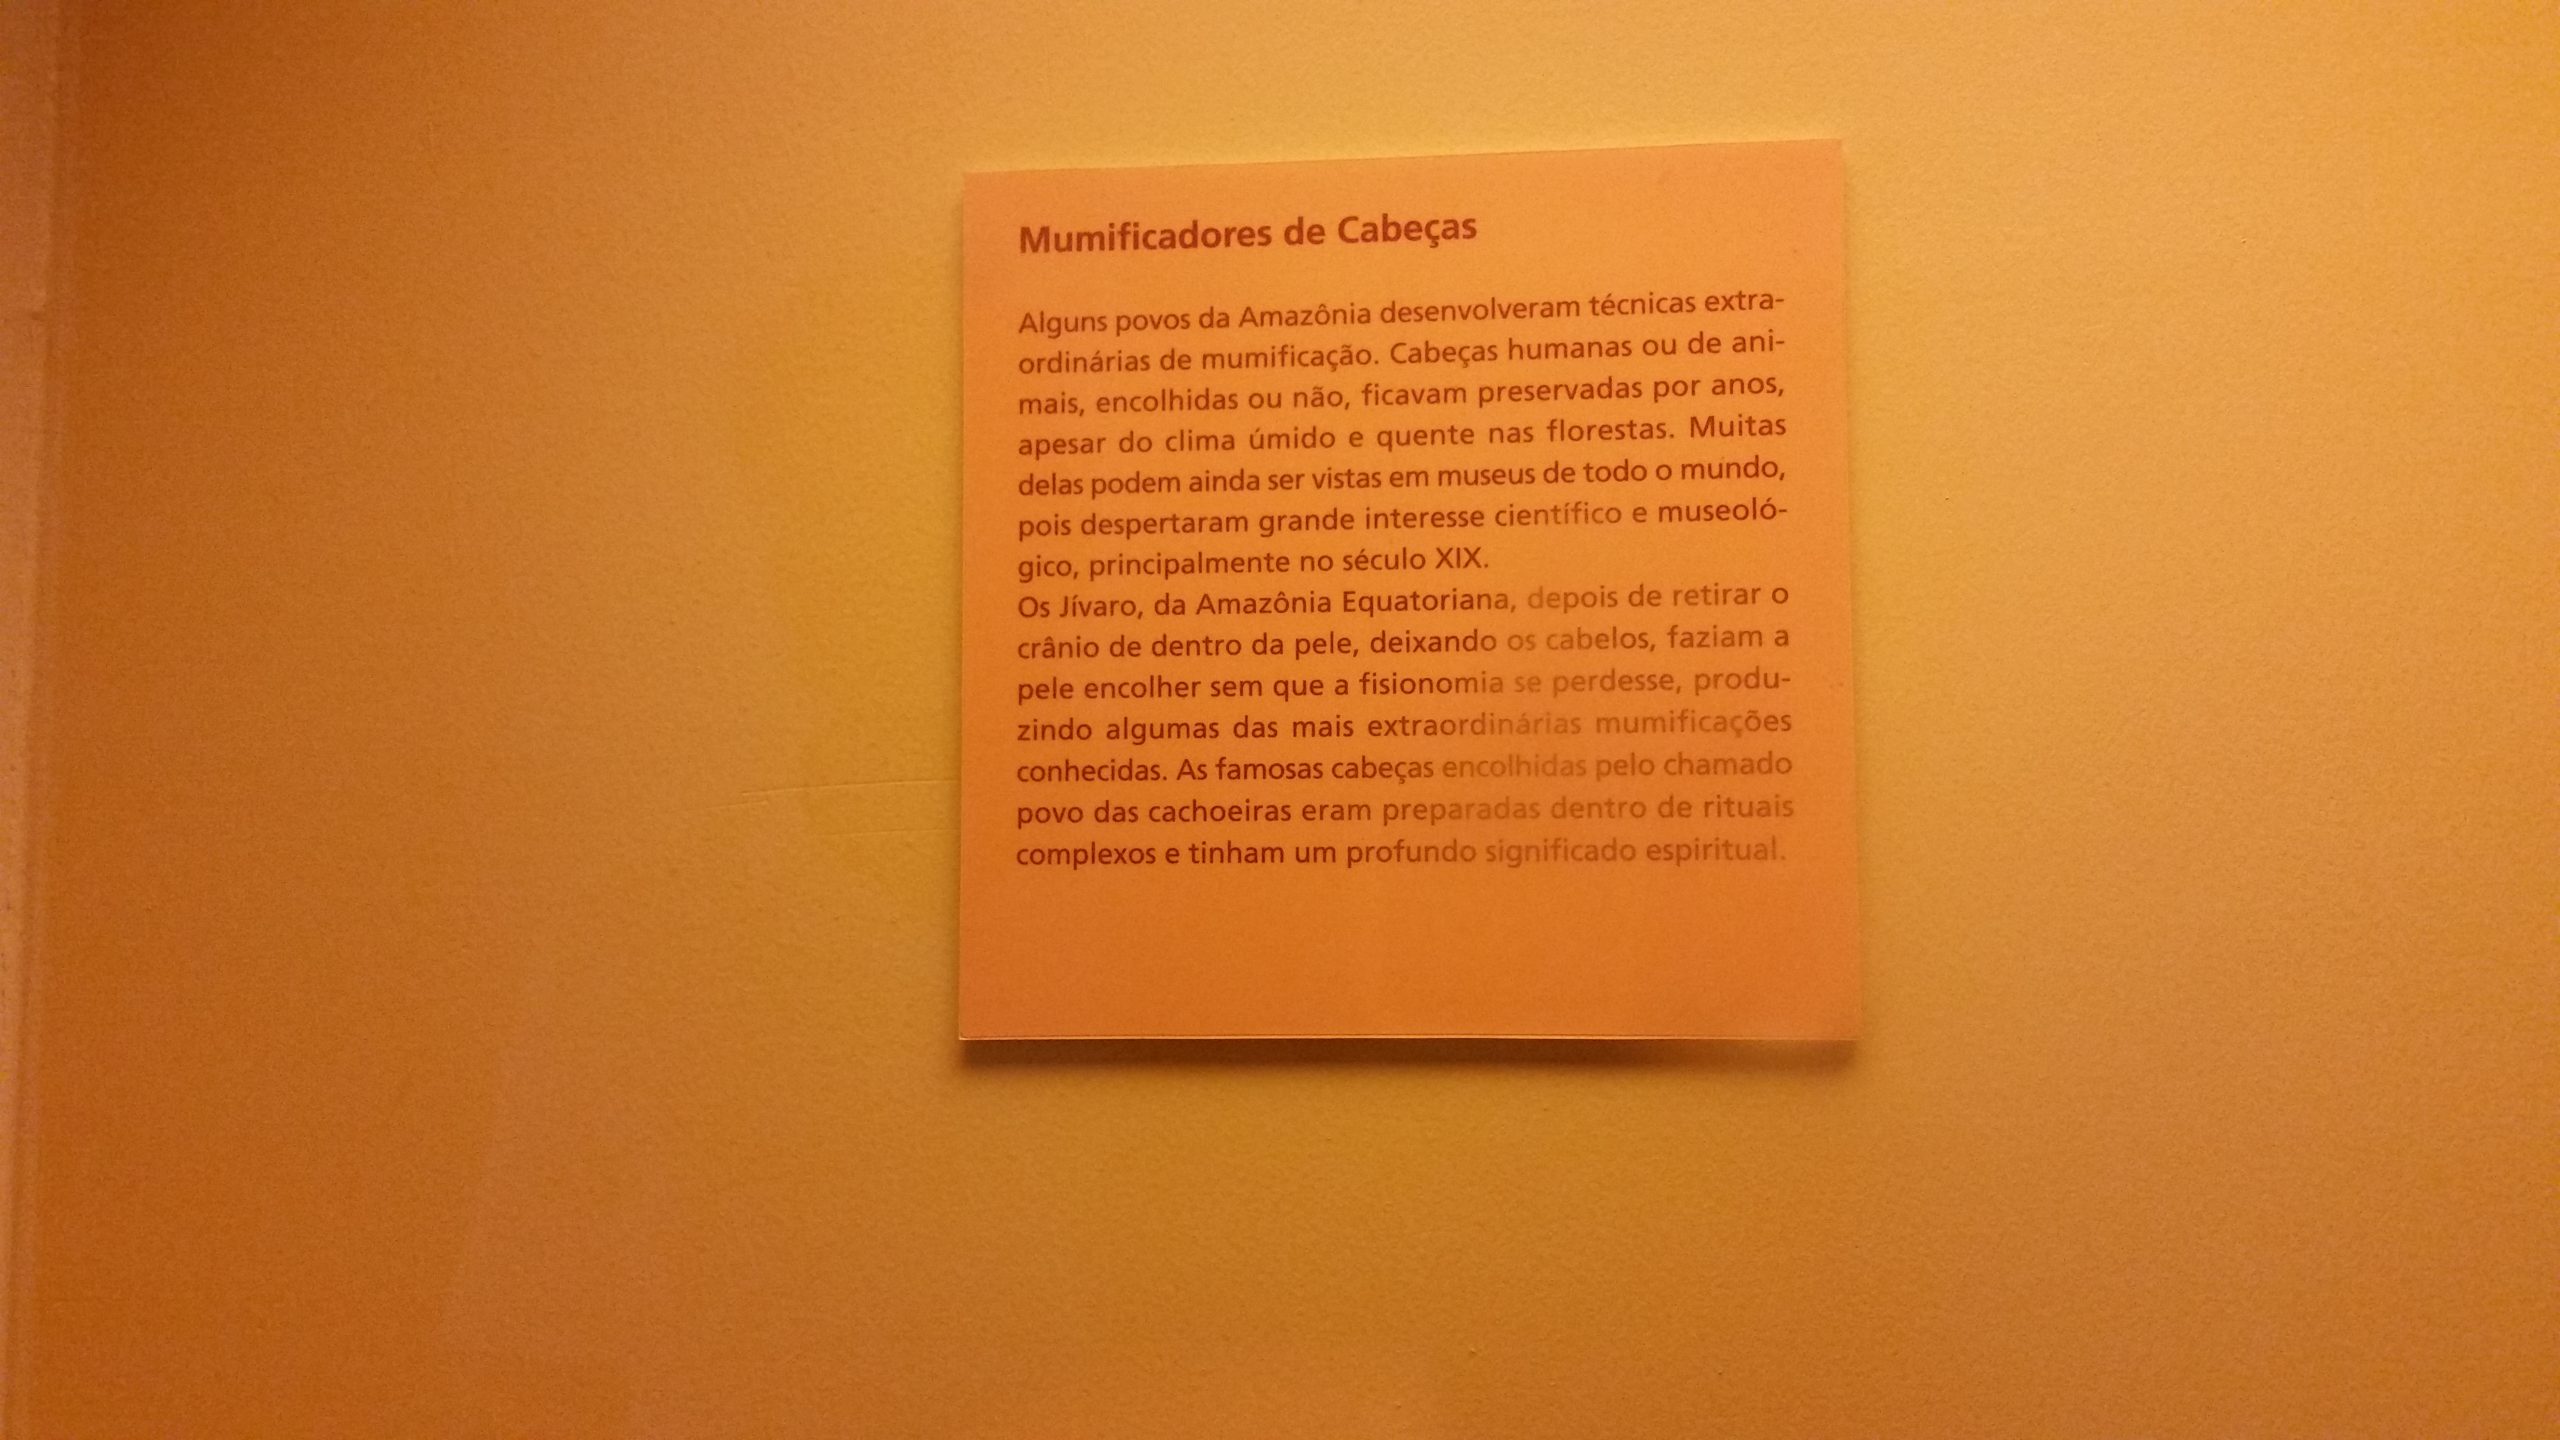 Mumificadores de Cabeças
Alguns povos da Amazônia desenvolveram técnicas extra-
ordinárias de mumificação. Cabeças humanas ou de ani-
mais, encolhidas ou não, ficavam preservadas por anos,
apesar do clima úmido e quente nas florestas. Muitas
delas podem ainda ser vistas em museus de todo o mundo,
pois despertaram grande interesse científico e museoló-
gico, principalmente no século XIX.
Os Jívaro, da Amazônia Equatoriana, depois de retirar o
crânio de dentro da pele, deixando os cabelos, faziam a
pele encolher sem que a fisionomia se perdesse, produ-
zindo algumas das mais extraordinárias mumificações
conhecidas. As famosas cabeças encolhidas pelo chamado
povo das cachoeiras eram preparadas dentro de rituais
complexos e tinham um profundo significado espiritual.